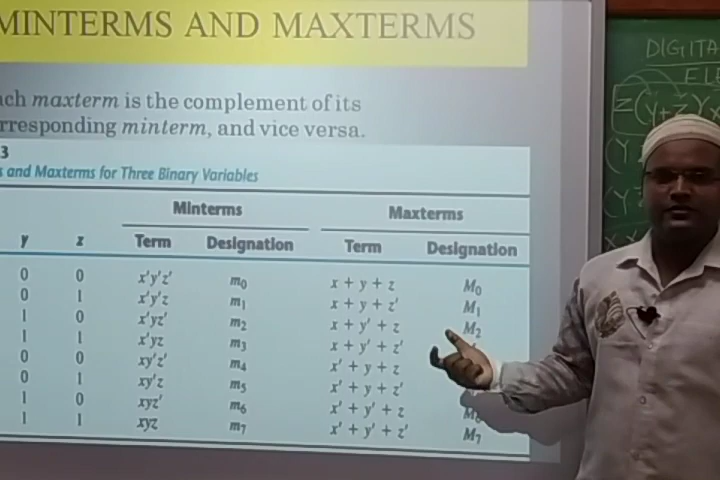 MINTERMS AND MAXTERMS
ach maxterm is the complement of its
rresponding minterm, and vice versa.
3
s and Maxterms for Three Binary Variables
Minterms Maxterms
y z Term Designation Term Designation
0 0 x'y'z' m0 x + y + z M0
0 1 x'y'z m1 x + y + z' M1
1 0 x'yz' m2 x + y' + z M2
1 1 x'yz m3 x + y' + z'
0 0 xy'z' m4 x' + y + z
0 1 xy'z m5 x' + y + z'
1 0 xyz' m6 x' + y' + z
1 1 xyz m7 x' + y' + z' M7
DIGITA
ELE